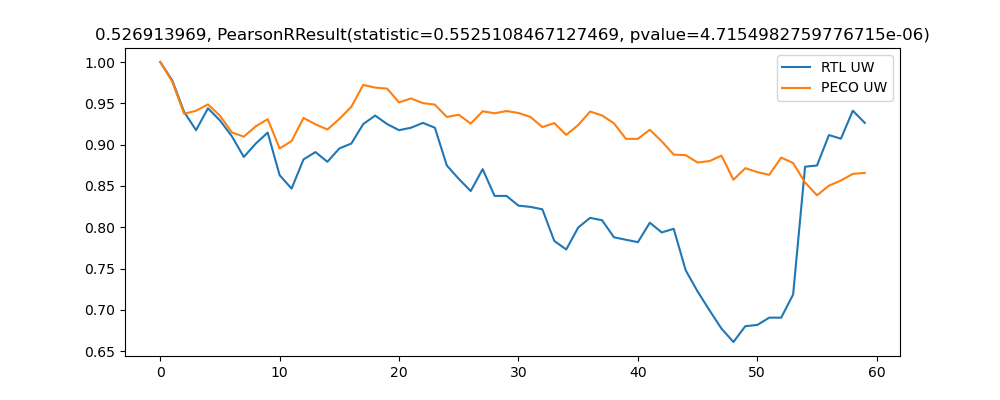 0.526913969, PearsonRResult(statistic=0.5525108467127469, pvalue=4.7154982759776715e-06)
RTL UW
PECO UW
1.00
0.95
0.90
0.85
0.80
0.75
0.70
0.65
0 10 20 30 40 50 60